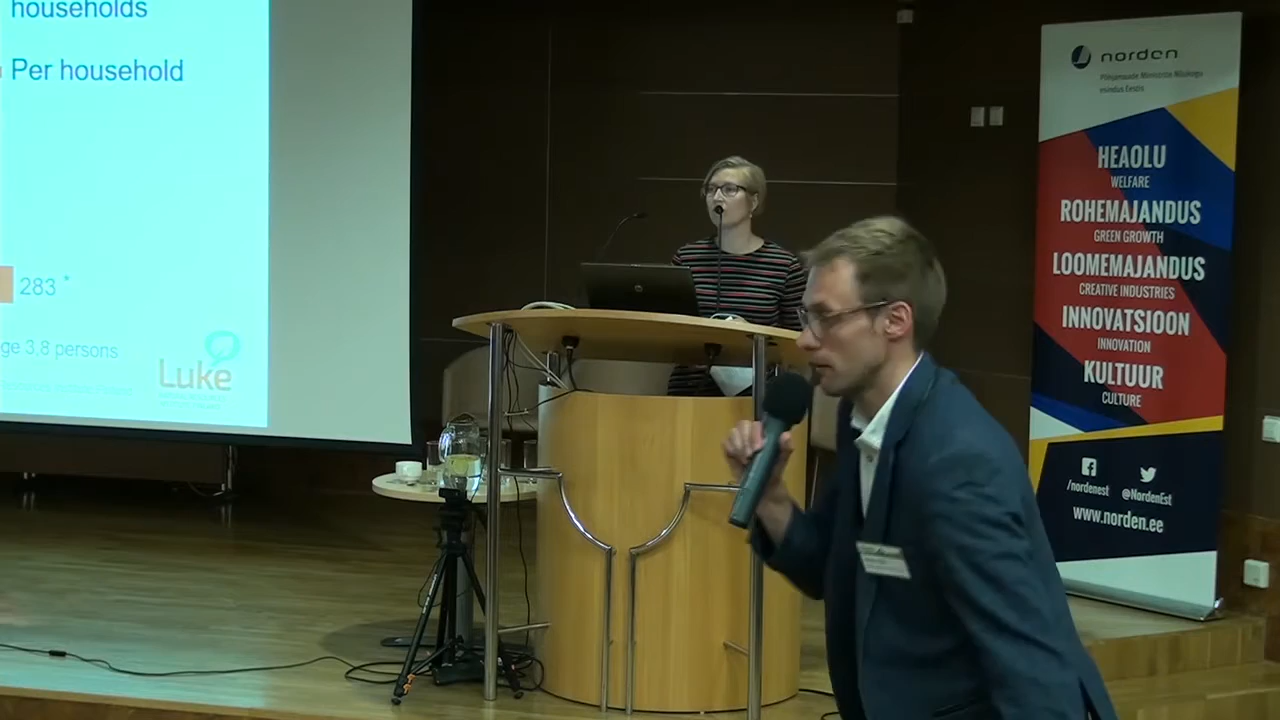 households
Per household
283 *
ge 3,8 persons
Luke
norden
Põhjamaade Ministrite Nõukogu
esindus Eestis
HEAOLU
WELFARE
ROHEMAJANDUS
GREEN GROWTH
LOOMEMAJANDUS
CREATIVE INDUSTRIES
INNOVATSIOON
INNOVATION
KULTUUR
CULTURE
/nordenest
@NordenEst
www.norden.ee